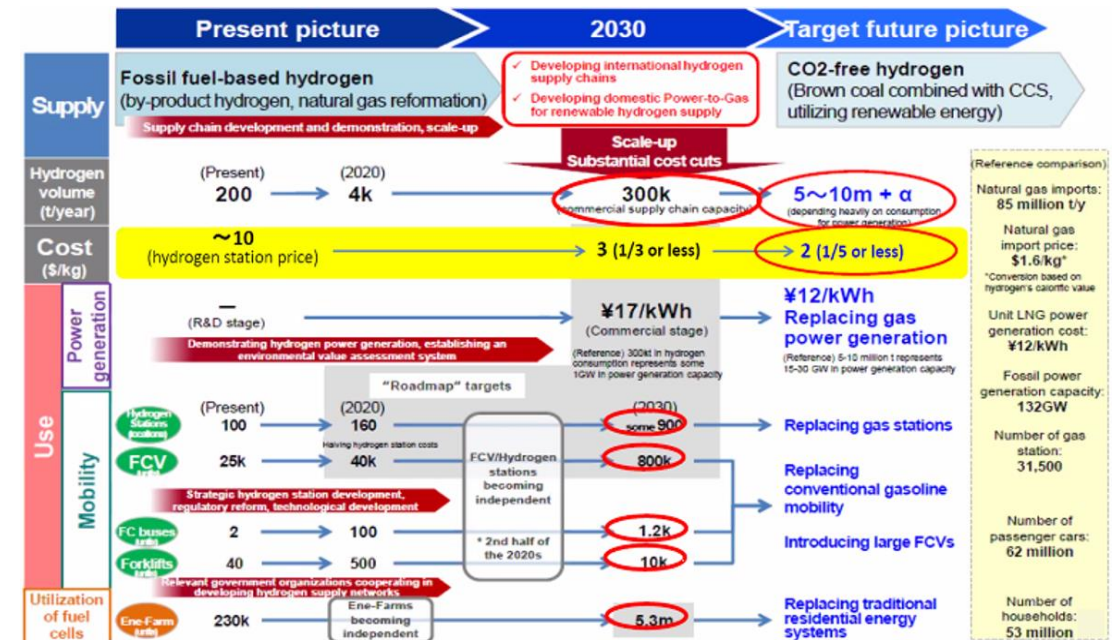 Present picture
2030
Target future picture
Supply
Fossil fuel-based hydrogen
(by-product hydrogen, natural gas reformation)
Supply chain development and demonstration, scale-up
✓ Developing international hydrogen
supply chains
✓ Developing domestic Power-to-Gas
for renewable hydrogen supply
CO2-free hydrogen
(Brown coal combined with CCS,
utilizing renewable energy)
Scale-up
Substantial cost cuts
Hydrogen
volume
(t/year)
(Present)
200
(2020)
4k
300k
(commercial supply chain capacity)
5～10m + α
(depending heavily on consumption
for power generation)
Cost
($/kg)
～10
(hydrogen station price)
3 (1/3 or less)
2 (1/5 or less)
Use
Power
generation
—
(R&D stage)
¥17/kWh
(Commercial stage)
(Reference) 300kt in hydrogen
consumption represents some
1GW in power generation capacity
¥12/kWh
Replacing gas
power generation
(Reference) 5-10 million t represents
15-30 GW in power generation capacity
Demonstrating hydrogen power generation, establishing an
environmental value assessment system
"Roadmap" targets
Mobility
Hydrogen
Stations
(locations)
(Present)
100
(2020)
160
(2030)
some 900
Replacing gas stations
Halving hydrogen station costs
FCV
(units)
25k
40k
800k
FCV/Hydrogen
stations
becoming
independent
* 2nd half of
the 2020s
Replacing
conventional gasoline
mobility
Strategic hydrogen station development,
regulatory reform, technological development
FC buses
(units)
2
100
1.2k
Introducing large FCVs
Forklifts
(units)
40
500
10k
Relevant government organizations cooperating in
developing hydrogen supply networks
Utilization
of fuel
cells
Ene-Farm
(units)
230k
Ene-Farms
becoming
independent
5.3m
Replacing traditional
residential energy
systems
(Reference comparison)
Natural gas imports:
85 million t/y
Natural gas
import price:
$1.6/kg*
*Conversion based on
hydrogen's calorific value
Unit LNG power
generation cost:
¥12/kWh
Fossil power
generation capacity:
132GW
Number of gas
station:
31,500
Number of
passenger cars:
62 million
Number of
households:
53 million